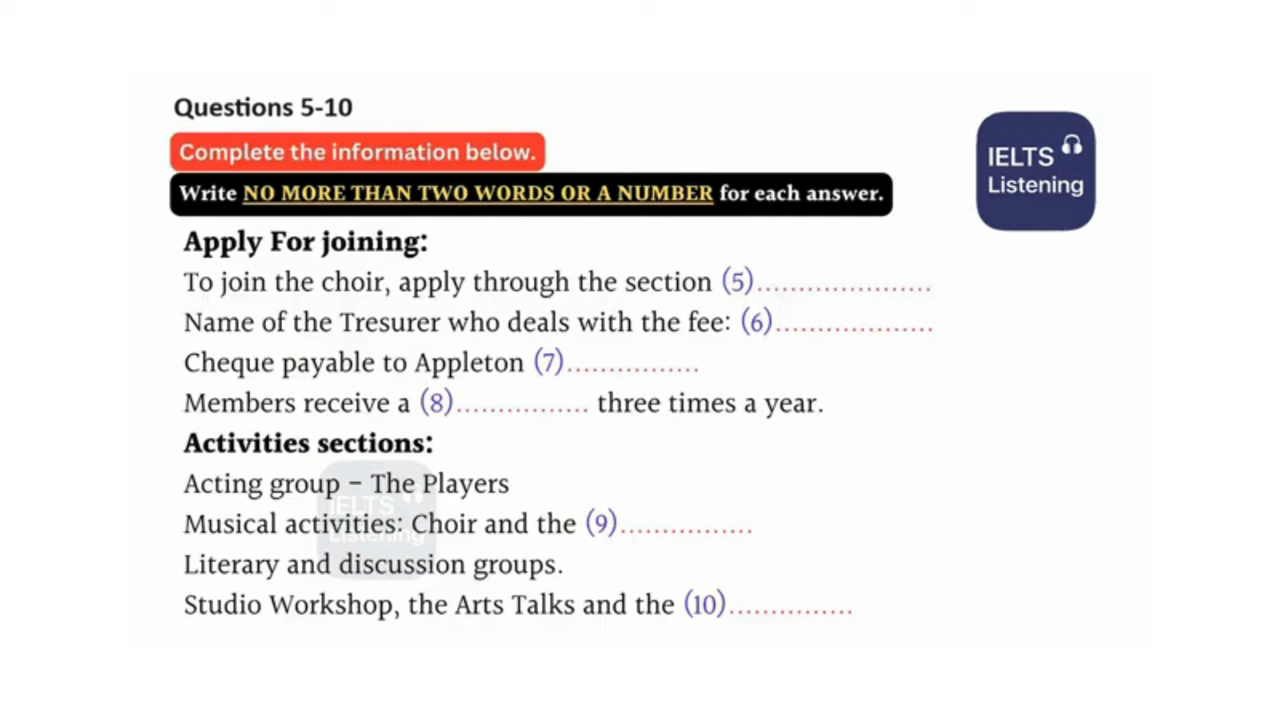 Questions 5-10
Complete the information below.
IELTS
Listening
Write NO MORE THAN TWO WORDS OR A NUMBER for each answer.
Apply For joining:
To join the choir, apply through the section (5).....................
Name of the Tresurer who deals with the fee: (6)...................
Cheque payable to Appleton (7)................
Members receive a (8)................ three times a year.
Activities sections:
Acting group – The Players
IELTS
Musical activities: Choir and the (9)................
Listening
Literary and discussion groups.
Studio Workshop, the Arts Talks and the (10)...............